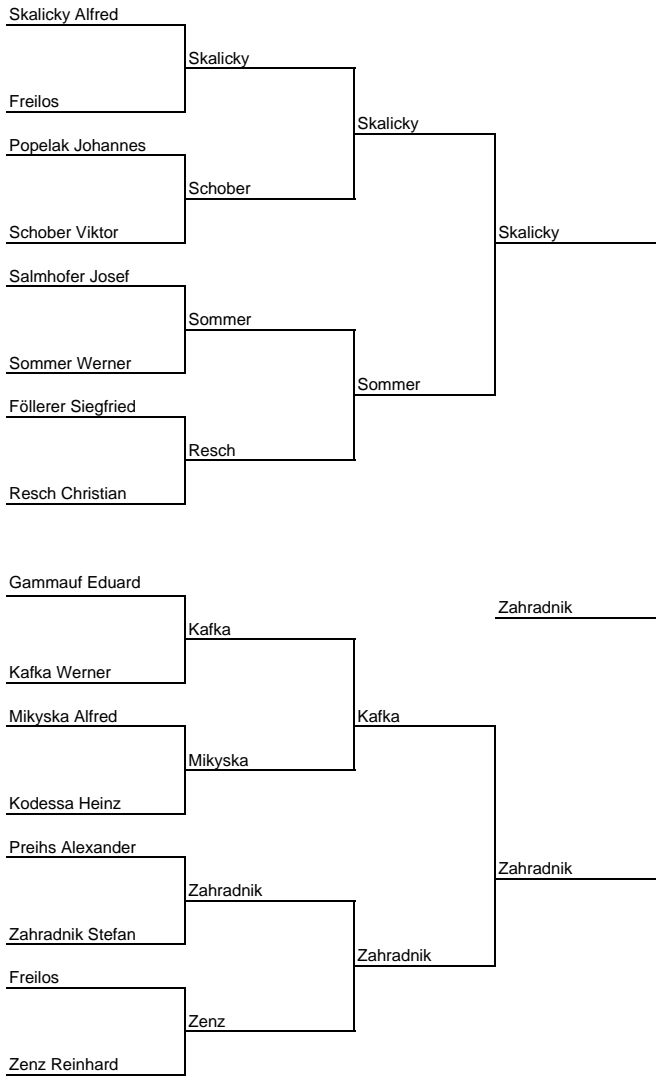 Skalicky Alfred
Skalicky
Freilos
Skalicky
Popelak Johannes
Schober
Schober Viktor
Skalicky
Salmhofer Josef
Sommer
Sommer Werner
Sommer
Föllerer Siegfried
Resch
Resch Christian
Gammauf Eduard
Zahradnik
Kafka
Kafka Werner
Mikyska Alfred
Kafka
Mikyska
Kodessa Heinz
Preihs Alexander
Zahradnik
Zahradnik
Zahradnik Stefan
Zahradnik
Freilos
Zenz
Zenz Reinhard